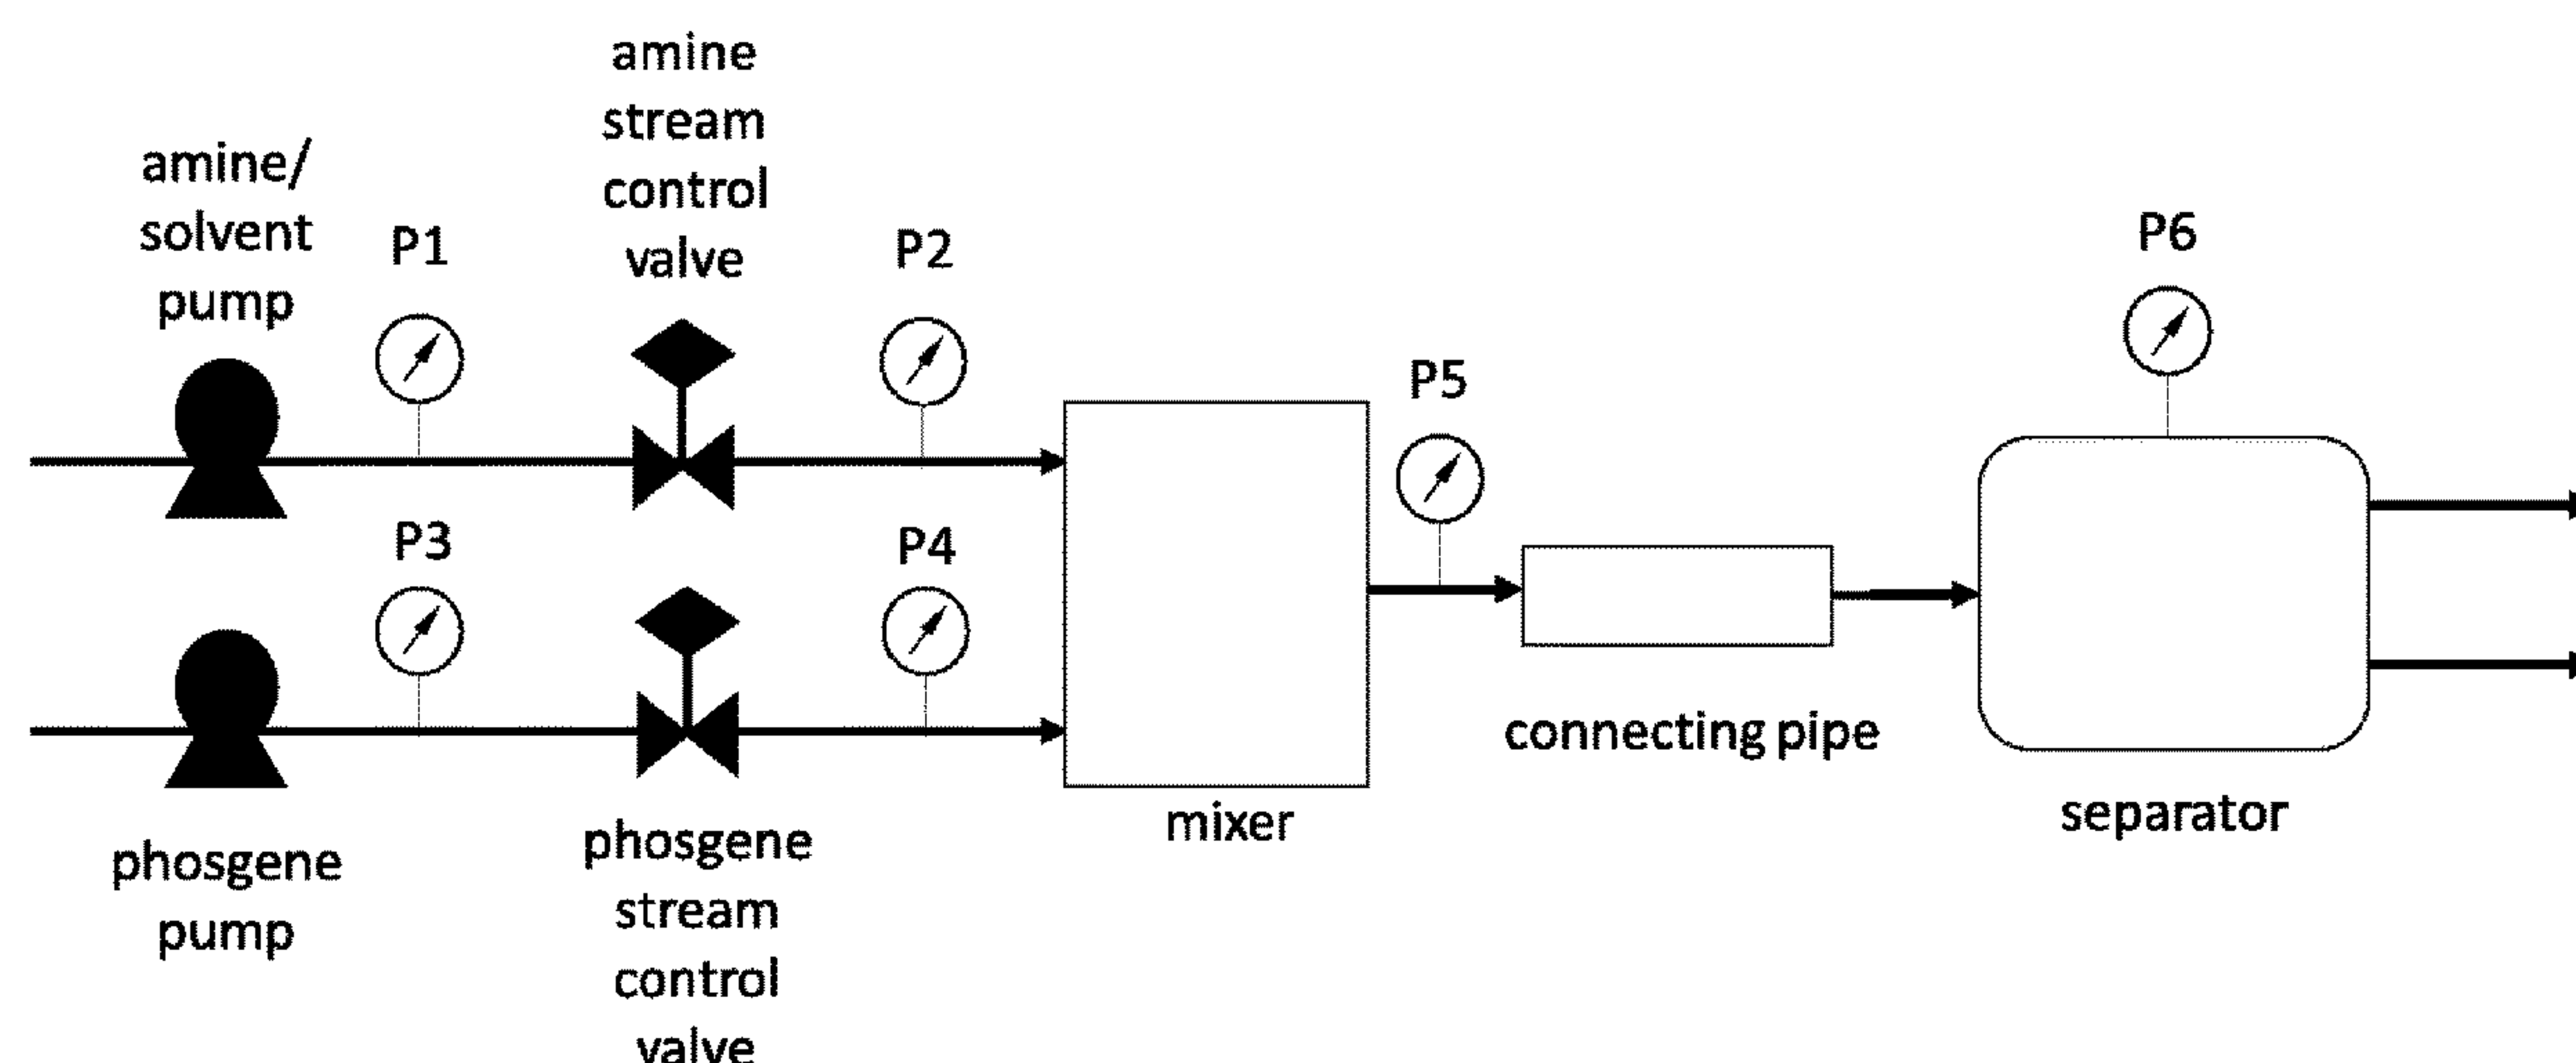 amine/
solvent
pump
P1
amine
stream
control
valve
P2
P3
P4
P5
P6
phosgene
pump
phosgene
stream
control
valve
mixer
connecting pipe
separator